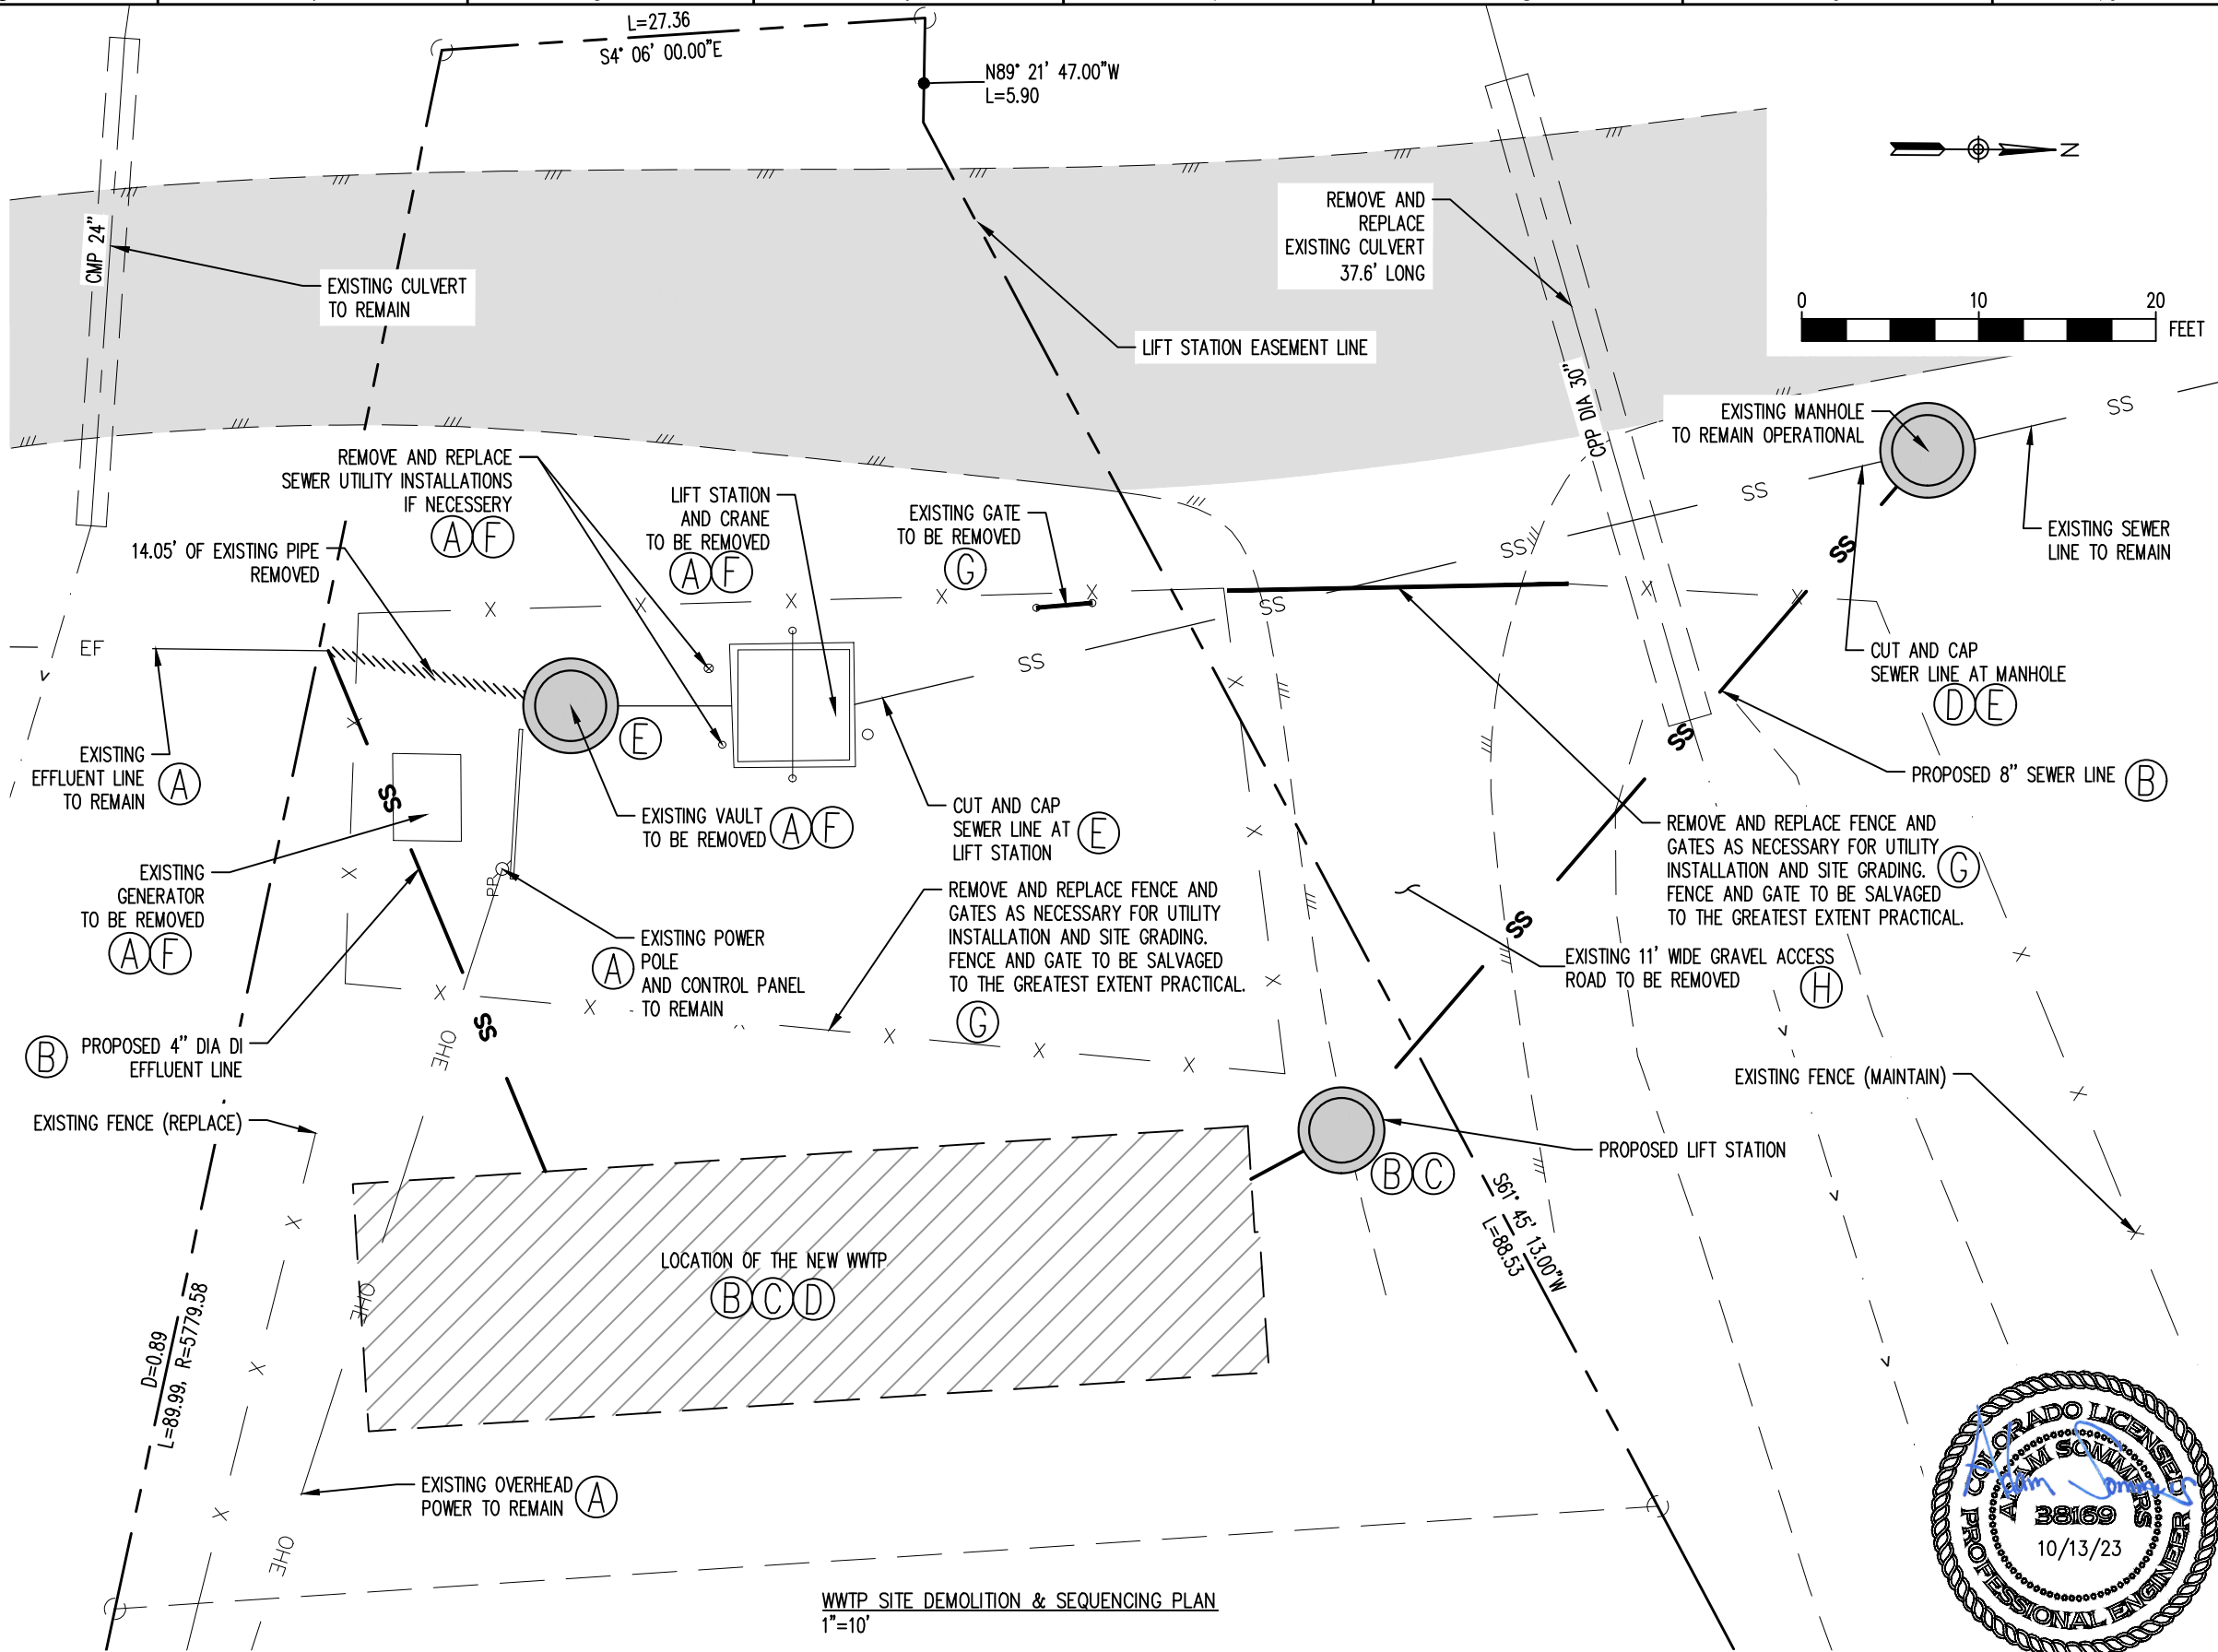 L=27.36
S4° 06' 00.00"E
N89° 21' 47.00"W
L=5.90
N
CMP 24"
EXISTING CULVERT
TO REMAIN
REMOVE AND
REPLACE
EXISTING CULVERT
37.6' LONG
0 10 20
FEET
LIFT STATION EASEMENT LINE
CPP DIA 30"
EXISTING MANHOLE
TO REMAIN OPERATIONAL
SS
SS
SS
SS
SS
EXISTING SEWER
LINE TO REMAIN
REMOVE AND REPLACE
SEWER UTILITY INSTALLATIONS
IF NECESSERY
A F
LIFT STATION
AND CRANE
TO BE REMOVED
A F
EXISTING GATE
TO BE REMOVED
G
14.05' OF EXISTING PIPE
REMOVED
EF
SS
SS
SS
CUT AND CAP
SEWER LINE AT MANHOLE
D E
EXISTING
EFFLUENT LINE
TO REMAIN
A
E
PROPOSED 8" SEWER LINE
B
SS
EXISTING VAULT
TO BE REMOVED
A F
CUT AND CAP
SEWER LINE AT
LIFT STATION
E
REMOVE AND REPLACE FENCE AND
GATES AS NECESSARY FOR UTILITY
INSTALLATION AND SITE GRADING.
FENCE AND GATE TO BE SALVAGED
TO THE GREATEST EXTENT PRACTICAL.
G
EXISTING
GENERATOR
TO BE REMOVED
A F
PP
EXISTING POWER
POLE
AND CONTROL PANEL
TO REMAIN
A
REMOVE AND REPLACE FENCE AND
GATES AS NECESSARY FOR UTILITY
INSTALLATION AND SITE GRADING.
FENCE AND GATE TO BE SALVAGED
TO THE GREATEST EXTENT PRACTICAL.
G
EXISTING 11' WIDE GRAVEL ACCESS
ROAD TO BE REMOVED
H
B
PROPOSED 4" DIA DI
EFFLUENT LINE
SS
OHE
EXISTING FENCE (REPLACE)
EXISTING FENCE (MAINTAIN)
PROPOSED LIFT STATION
B C
S61° 45' 13.00"W
L=88.53
LOCATION OF THE NEW WWTP
B C D
OHE
D=0.89
L=89.99, R=5779.58
EXISTING OVERHEAD
POWER TO REMAIN
A
OHE
WWTP SITE DEMOLITION & SEQUENCING PLAN
1"=10'
COLORADO LICENSED
ADAM SOMMERS
Adam Sommers
38169
10/13/23
PROFESSIONAL ENGINEER